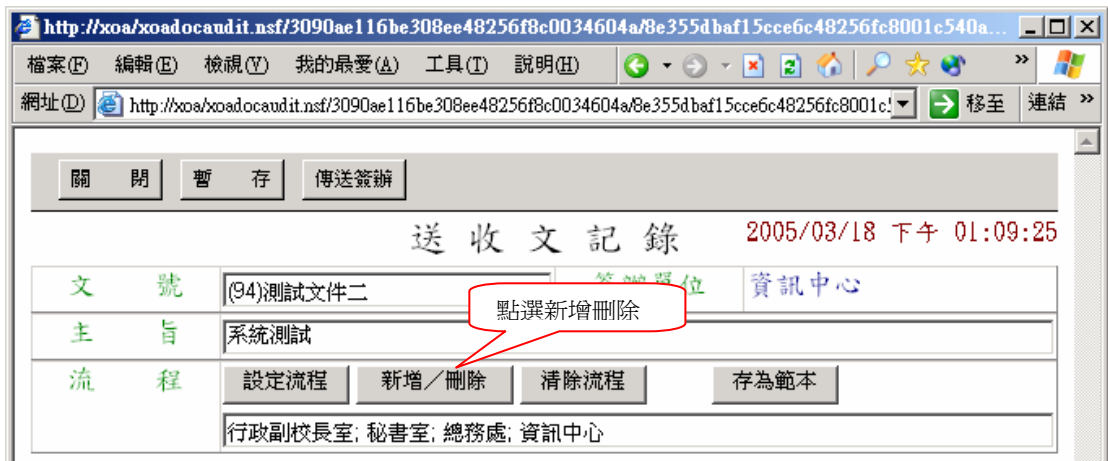 http://xoa/xoadocaudit.nsf/3090ae116be308ee48256f8c0034604a/8e355dbaf15cce6c48256fc8001c540a...
檔案(F) 編輯(E) 檢視(V) 我的最愛(A) 工具(T) 說明(H) »
網址(D) http://xoa/xoadocaudit.nsf/3090ae116be308ee48256f8c0034604a/8e355dbaf15cce6c48256fc8001c! 移至 連結 »
關 閉 暫 存 傳送簽辦
送 收 文 記 錄 2005/03/18 下午 01:09:25
文 號 (94)測試文件二 簽辦單位 資訊中心
點選新增刪除
主 旨 系統測試
流 程 設定流程 新增／刪除 清除流程 存為範本
行政副校長室; 秘書室; 總務處; 資訊中心